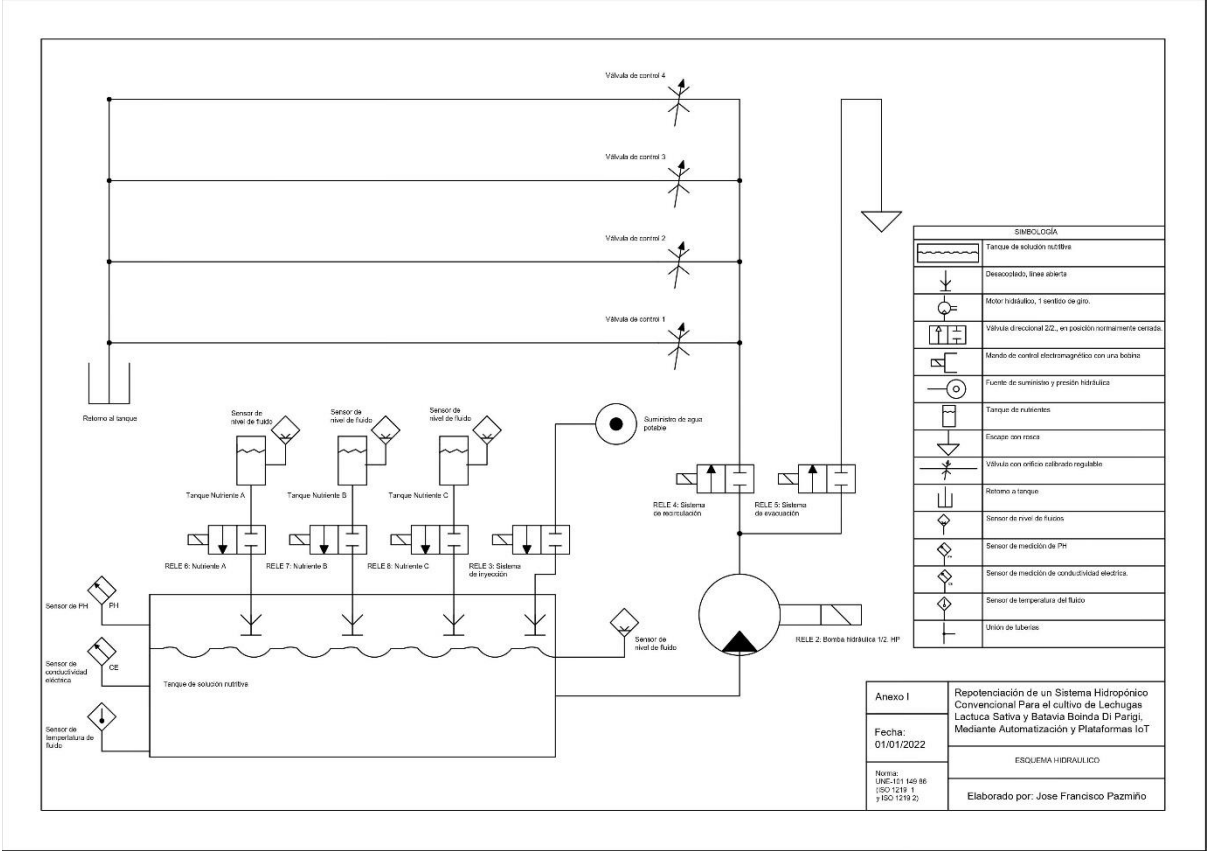 Válvula de control 4
Válvula de control 3
Válvula de control 2
Válvula de control 1
Retorno al tanque
Sensor de
nivel de fluido
Sensor de
nivel de fluido
Sensor de
nivel de fluido
Suministro de agua
potable
Tanque Nutriente A
Tanque Nutriente B
Tanque Nutriente C
RELE 4: Sistema
de recirculación
RELE 5: Sistema
de evacuación
RELE 6: Nutriente A
RELE 7: Nutriente B
RELE 8: Nutriente C
RELE 3: Sistema
de inyección
Sensor de PH
PH
Sensor de
conductividad
eléctrica
CE
Sensor de
tempertatura de
fluido
Tanque de solución nutritiva
Sensor de
nivel de fluido
RELE 2: Bomba hidráulica 1/2. HP
SIMBOLOGÍA
Tanque de solución nutritiva
Desacoplado, línea abierta
Motor hidráulico, 1 sentido de giro.
Válvula direccional 2/2., en posición normalmente cerrada.
Mando de control electromagnético con una bobina
Fuente de suministro y presión hidráulica
Tanque de nutrientes
Escape con rosca
Válvula con orificio calibrado regulable
Retorno a tanque
Sensor de nivel de fluidos
Sensor de medición de PH
PH
Sensor de medición de conductividad electrica.
CE
Sensor de temperatura del fluido
Unión de tuberías
Anexo I
Repotenciación de un Sistema Hidropónico
Convencional Para el cultivo de Lechugas
Lactuca Sativa y Batavia Boinda Di Parigi,
Mediante Automatización y Plataformas IoT
Fecha:
01/01/2022
ESQUEMA HIDRAULICO
Norma:
UNE-101 149 86
(ISO 1219 1
y ISO 1219 2)
Elaborado por: Jose Francisco Pazmiño